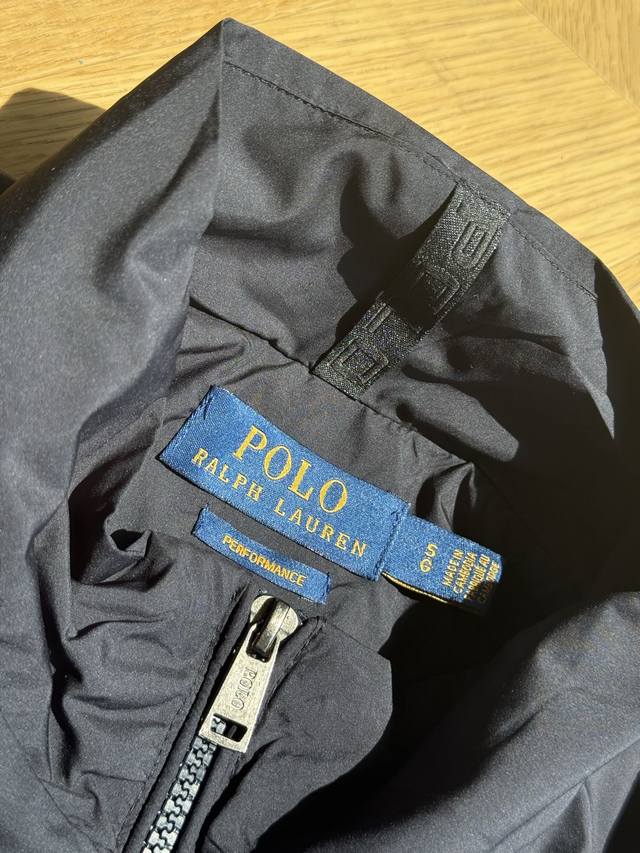 POLO
RALPH LAUREN
PERFORMANCE
S
MADE IN
CAMBODIA
POLO